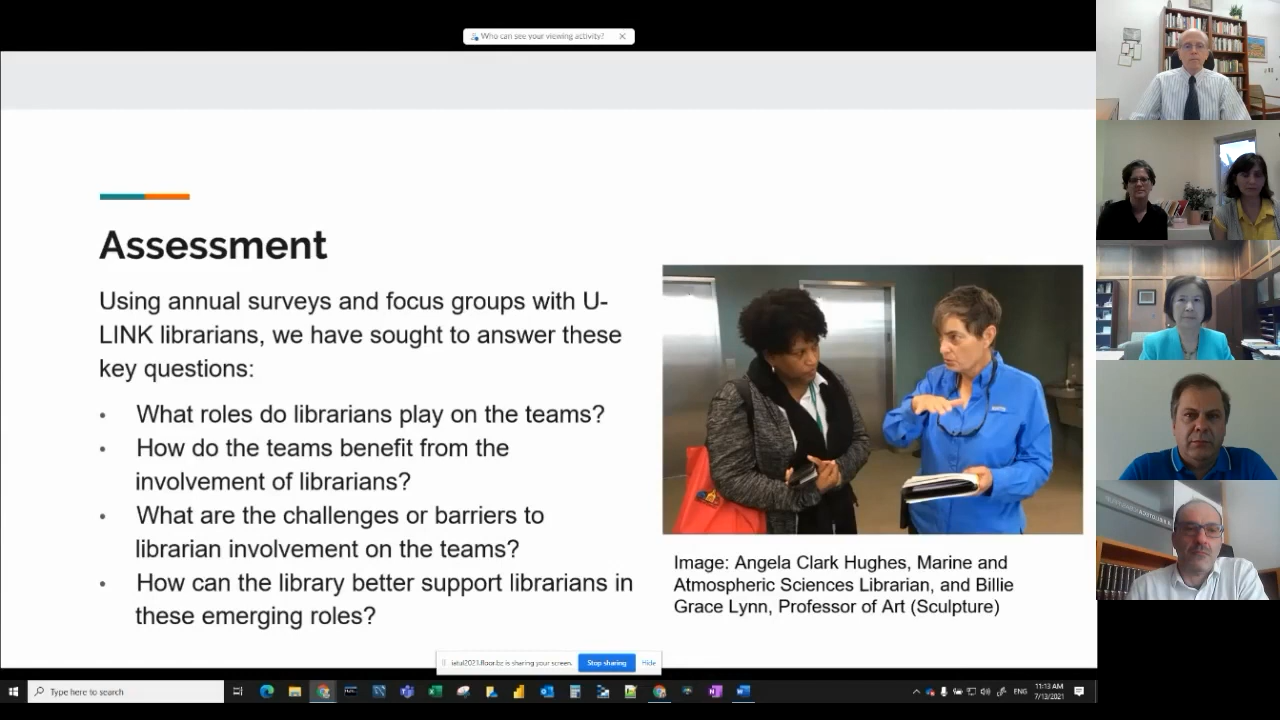 Who can see your viewing activity?
Assessment
Using annual surveys and focus groups with U-
LINK librarians, we have sought to answer these
key questions:
• What roles do librarians play on the teams?
• How do the teams benefit from the
involvement of librarians?
• What are the challenges or barriers to
librarian involvement on the teams?
• How can the library better support librarians in
these emerging roles?
Image: Angela Clark Hughes, Marine and
Atmospheric Sciences Librarian, and Billie
Grace Lynn, Professor of Art (Sculpture)
iatul2021.floor.bz is sharing your screen.
Stop sharing
Hide
Type here to search
ENG
11:13 AM
7/13/2021